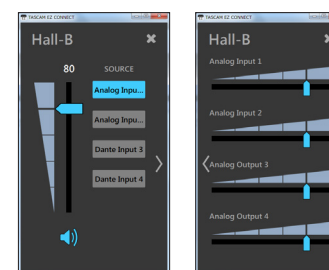 TASCAM EZ CONNECT
Hall-B
80
SOURCE
Analog Inpu...
Analog Inpu...
Dante Input 3
Dante Input 4
TASCAM EZ CONNECT
Hall-B
Analog Input 1
Analog Input 2
Analog Output 3
Analog Output 4